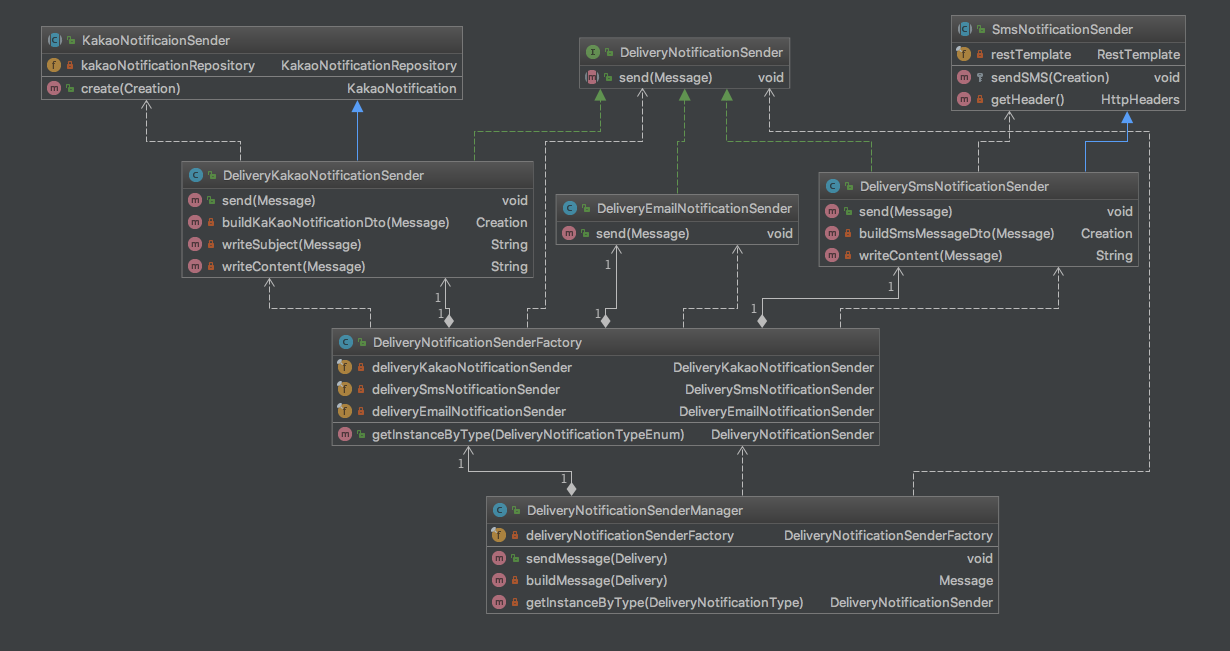 KakaoNotificaionSender
kakaoNotificationRepository KakaoNotificationRepository
create(Creation) KakaoNotification
DeliveryNotificationSender
send(Message) void
SmsNotificationSender
restTemplate RestTemplate
sendSMS(Creation) void
getHeader() HttpHeaders
DeliveryKakaoNotificationSender
send(Message) void
buildKaKaoNotificationDto(Message) Creation
writeSubject(Message) String
writeContent(Message) String
DeliveryEmailNotificationSender
send(Message) void
DeliverySmsNotificationSender
send(Message) void
buildSmsMessageDto(Message) Creation
writeContent(Message) String
1
1
1
1
1
1
DeliveryNotificationSenderFactory
deliveryKakaoNotificationSender DeliveryKakaoNotificationSender
deliverySmsNotificationSender DeliverySmsNotificationSender
deliveryEmailNotificationSender DeliveryEmailNotificationSender
getInstanceByType(DeliveryNotificationTypeEnum) DeliveryNotificationSender
1
1
DeliveryNotificationSenderManager
deliveryNotificationSenderFactory DeliveryNotificationSenderFactory
sendMessage(Delivery) void
buildMessage(Delivery) Message
getInstanceByType(DeliveryNotificationType) DeliveryNotificationSender